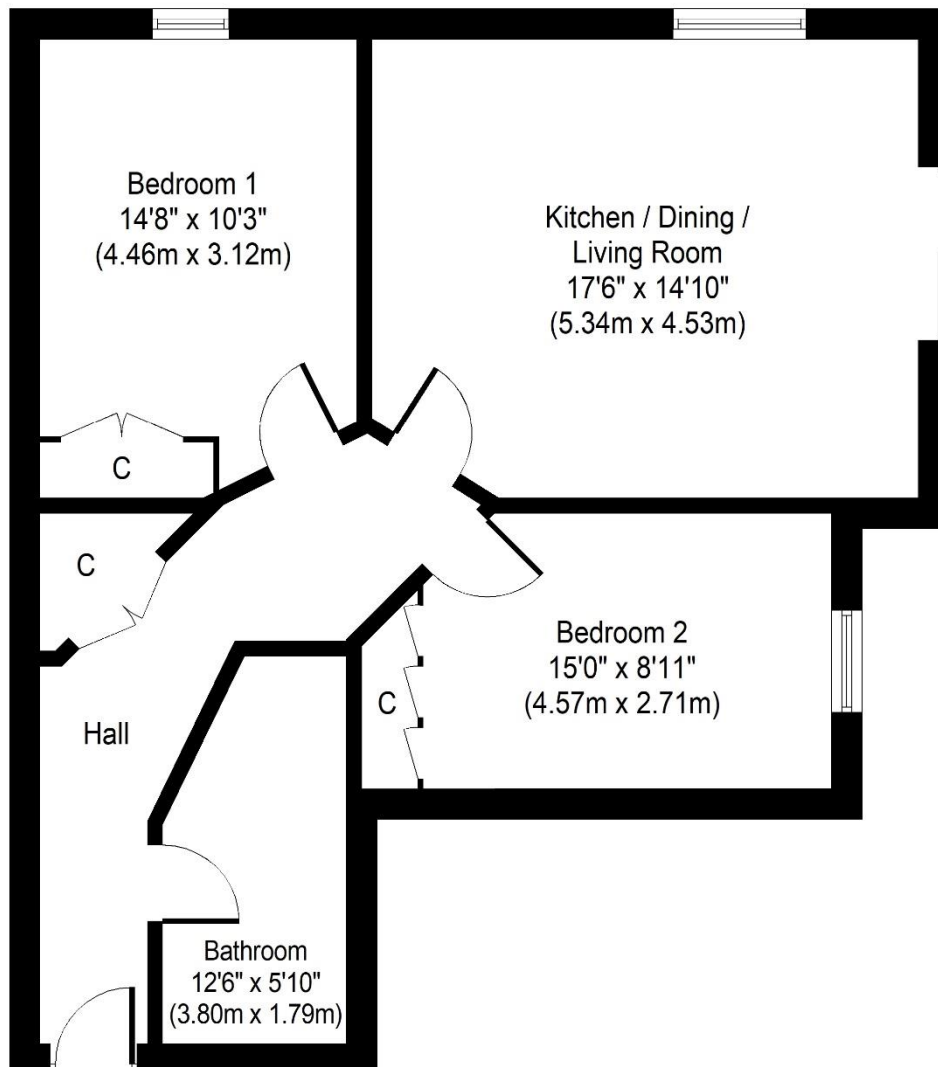 Bedroom 1
14'8" x 10'3"
(4.46m x 3.12m)
Kitchen / Dining /
Living Room
17'6" x 14'10"
(5.34m x 4.53m)
C
C
Bedroom 2
15'0" x 8'11"
(4.57m x 2.71m)
C
Hall
Bathroom
12'6" x 5'10"
(3.80m x 1.79m)